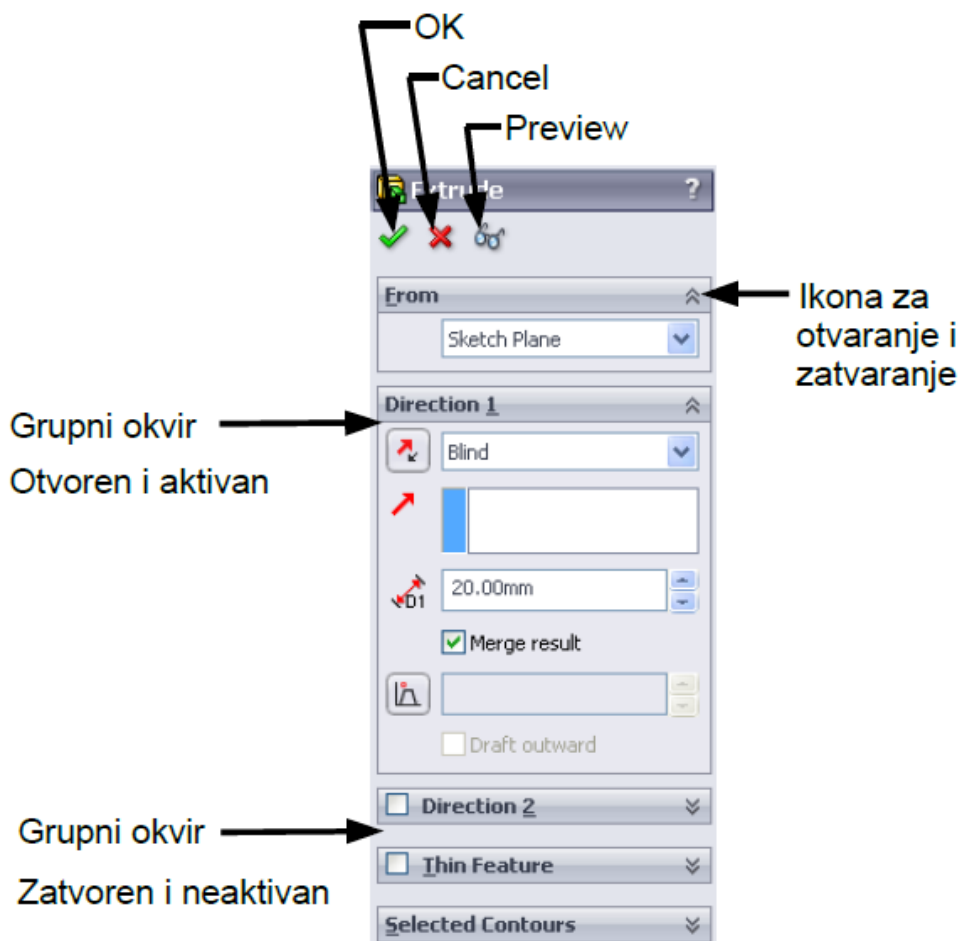 OK
Cancel
Preview
Extrude ?
From
Ikona za
otvaranje i
zatvaranje
Sketch Plane
Direction 1
Grupni okvir
Otvoren i aktivan
Blind
D1 20.00mm
Merge result
Draft outward
Direction 2
Grupni okvir
Zatvoren i neaktivan
Thin Feature
Selected Contours